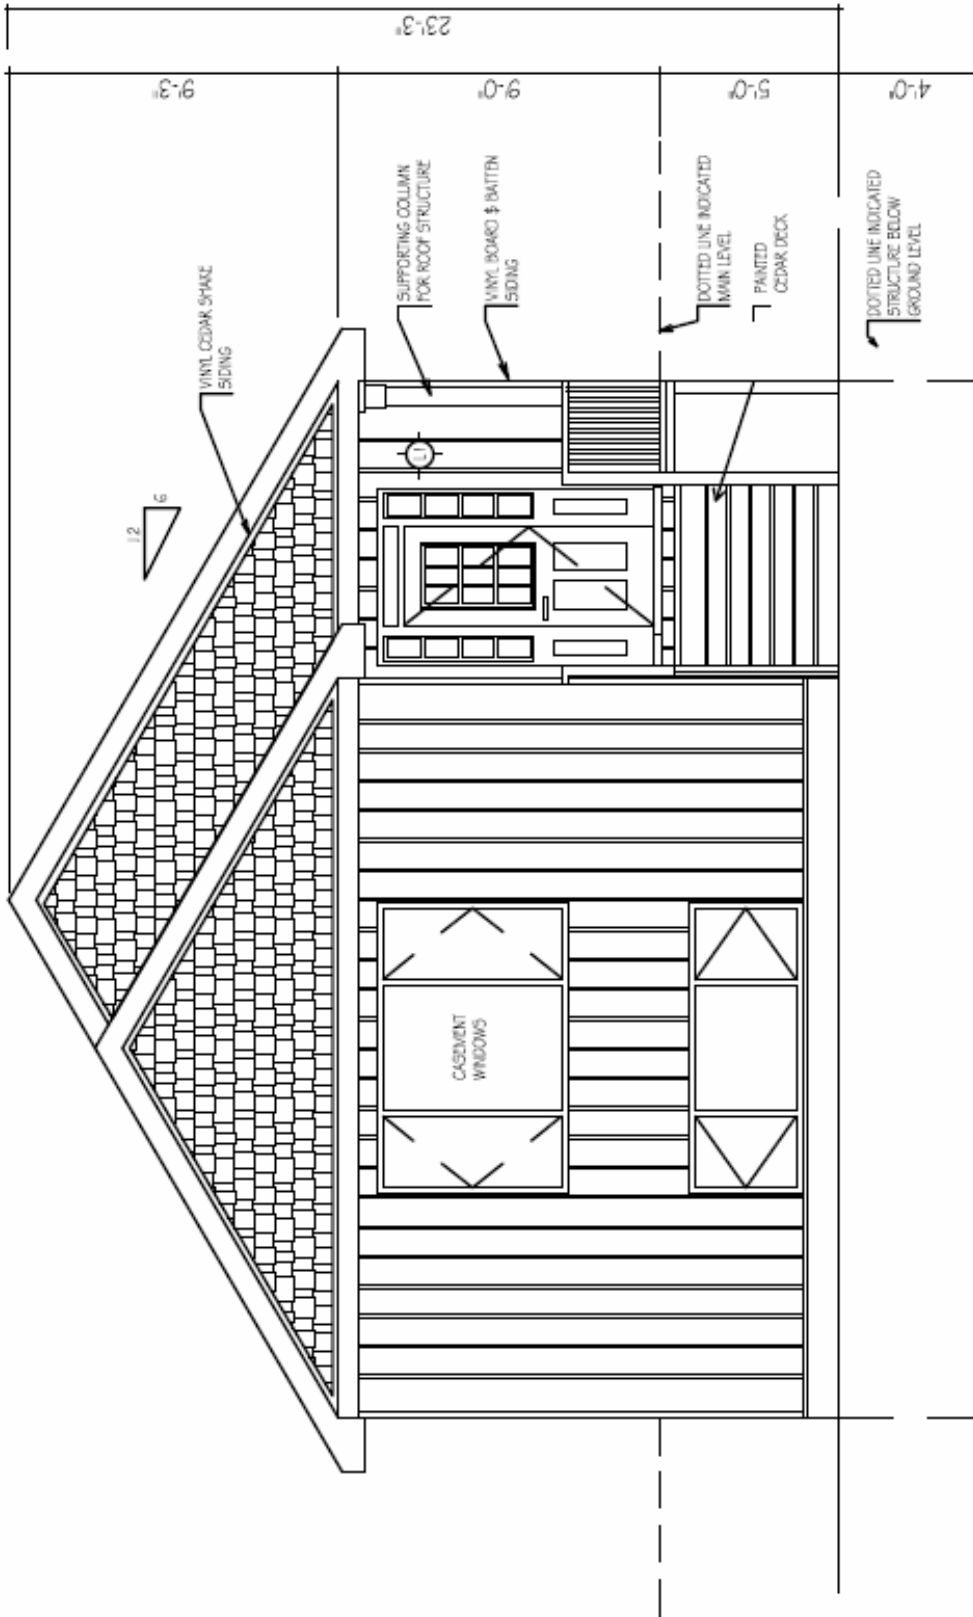 23'-3"
9'-3"
9'-0"
5'-0"
4'-0"
12
6
VINYL CEDAR SHAKE
SIDING
SUPPORTING COLUMN
FOR ROOF STRUCTURE
VINYL BOARD $ BATTEN
SIDING
L1
DOTTED LINE INDICATED
MAIN LEVEL
PAINTED
CEDAR DECK
DOTTED LINE INDICATED
STRUCTURE BELOW
GROUND LEVEL
CASEMENT
WINDOWS